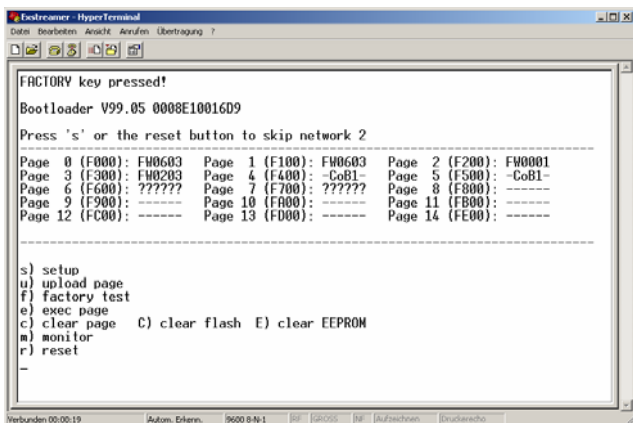 Exstreamer - HyperTerminal
Datei Bearbeiten Ansicht Anrufen Übertragung ?
FACTORY key pressed!
Bootloader V99.05 0008E10016D9
Press 's' or the reset button to skip network 2
--------------------------------------------------------------------------------
Page 0 (F000): FW0603 Page 1 (F100): FW0603 Page 2 (F200): FW0001
Page 3 (F300): FW0203 Page 4 (F400): -CoB1- Page 5 (F500): -CoB1-
Page 6 (F600): ?????? Page 7 (F700): ?????? Page 8 (F800): ------
Page 9 (F900): ------ Page 10 (FA00): ------ Page 11 (FB00): ------
Page 12 (FC00): ------ Page 13 (FD00): ------ Page 14 (FE00): ------
--------------------------------------------------------------------------------
s) setup
u) upload page
f) factory test
e) exec page
c) clear page C) clear flash E) clear EEPROM
m) monitor
r) reset
_
Verbunden 00:00:19 Autom. Erkenn. 9600 8-N-1 RF GROSS NF Aufzeichnen Druckerecho